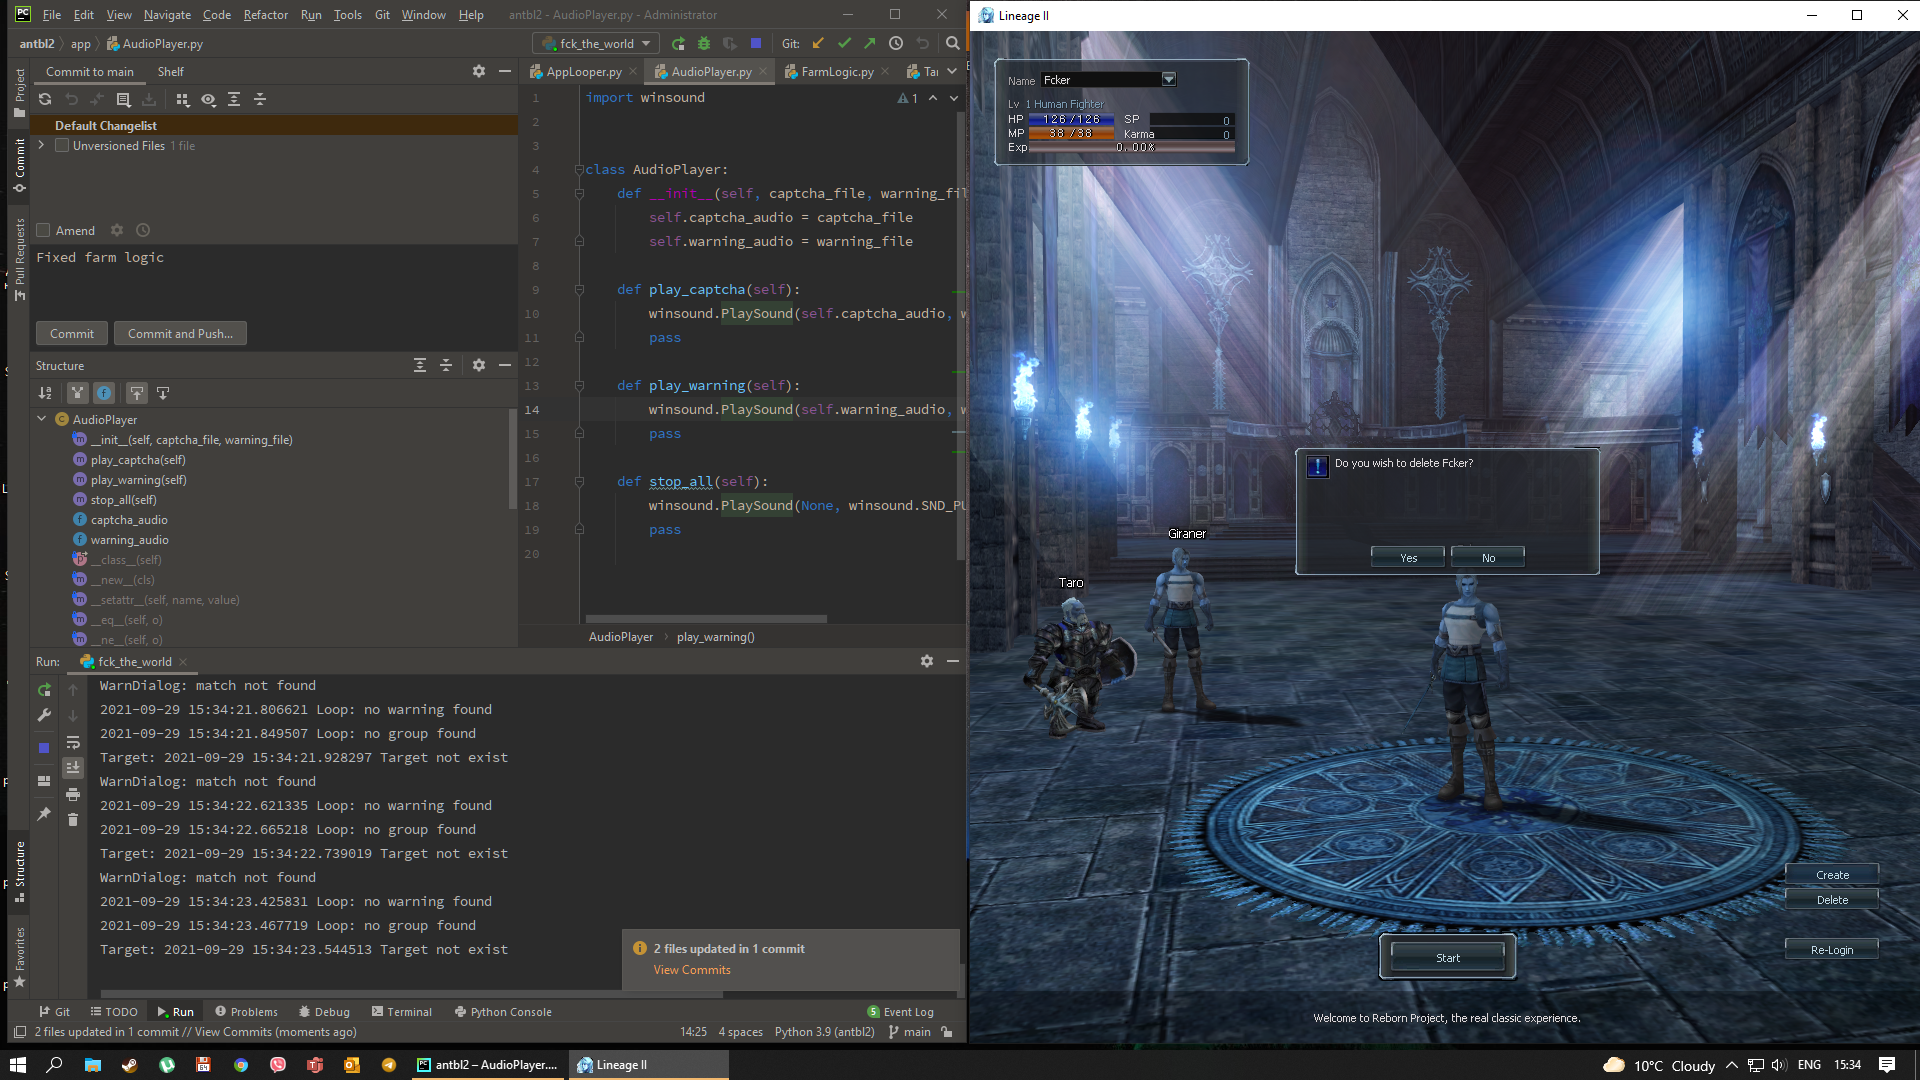 File Edit View Navigate Code Refactor Run Tools Git Window Help antbl2 - AudioPlayer.py - Administrator
antbl2 app AudioPlayer.py fck_the_world Git:
Commit to main Shelf
AppLooper.py AudioPlayer.py FarmLogic.py Ta
Project
Commit
Pull Requests
Default Changelist
Unversioned Files 1 file
Amend
Fixed farm logic
Commit Commit and Push...
Structure
AudioPlayer
__init__(self, captcha_file, warning_file)
play_captcha(self)
play_warning(self)
stop_all(self)
captcha_audio
warning_audio
__class__(self)
__new__(cls)
__setattr__(self, name, value)
__eq__(self, o)
__ne__(self, o)
1 import winsound 1
2
3
4 class AudioPlayer:
5 def __init__(self, captcha_file, warning_fil
6 self.captcha_audio = captcha_file
7 self.warning_audio = warning_file
8
9 def play_captcha(self):
10 winsound.PlaySound(self.captcha_audio, w
11 pass
12
13 def play_warning(self):
14 winsound.PlaySound(self.warning_audio, w
15 pass
16
17 def stop_all(self):
18 winsound.PlaySound(None, winsound.SND_PU
19 pass
20
AudioPlayer play_warning()
Run: fck_the_world
WarnDialog: match not found
2021-09-29 15:34:21.806621 Loop: no warning found
2021-09-29 15:34:21.849507 Loop: no group found
Target: 2021-09-29 15:34:21.928297 Target not exist
WarnDialog: match not found
2021-09-29 15:34:22.621335 Loop: no warning found
2021-09-29 15:34:22.665218 Loop: no group found
Target: 2021-09-29 15:34:22.739019 Target not exist
WarnDialog: match not found
2021-09-29 15:34:23.425831 Loop: no warning found
2021-09-29 15:34:23.467719 Loop: no group found
Target: 2021-09-29 15:34:23.544513 Target not exist
Structure
Favorites
2 files updated in 1 commit
View Commits
Git TODO Run Problems Debug Terminal Python Console 5 Event Log
2 files updated in 1 commit // View Commits (moments ago) 14:25 4 spaces Python 3.9 (antbl2) main
Lineage II
Name Fcker
Lv 1 Human Fighter
HP 126/126 SP 0
MP 38/38 Karma 0
Exp 0.00%
Do you wish to delete Fcker?
Yes No
Giraner
Taro
Create
Delete
Re-Login
Start
Welcome to Reborn Project, the real classic experience.
antbl2 – AudioPlayer.... Lineage II 10°C Cloudy ENG 15:34